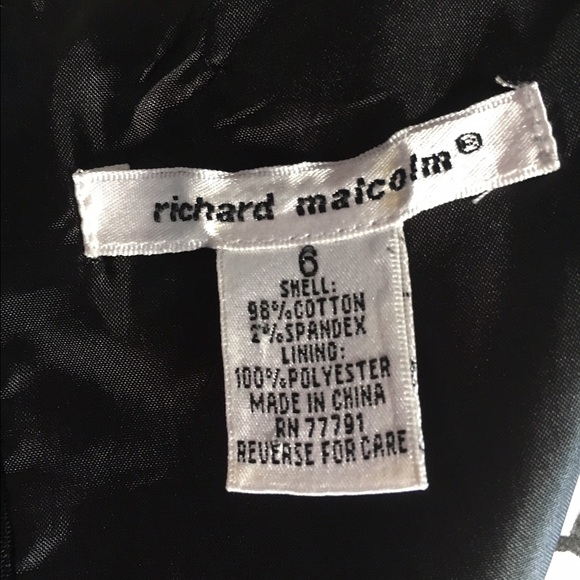 richard malcolm®
6
SHELL:
98%COTTON
2%SPANDEX
LINING:
100%POLYESTER
MADE IN CHINA
RN 77791
REVERSE FOR CARE